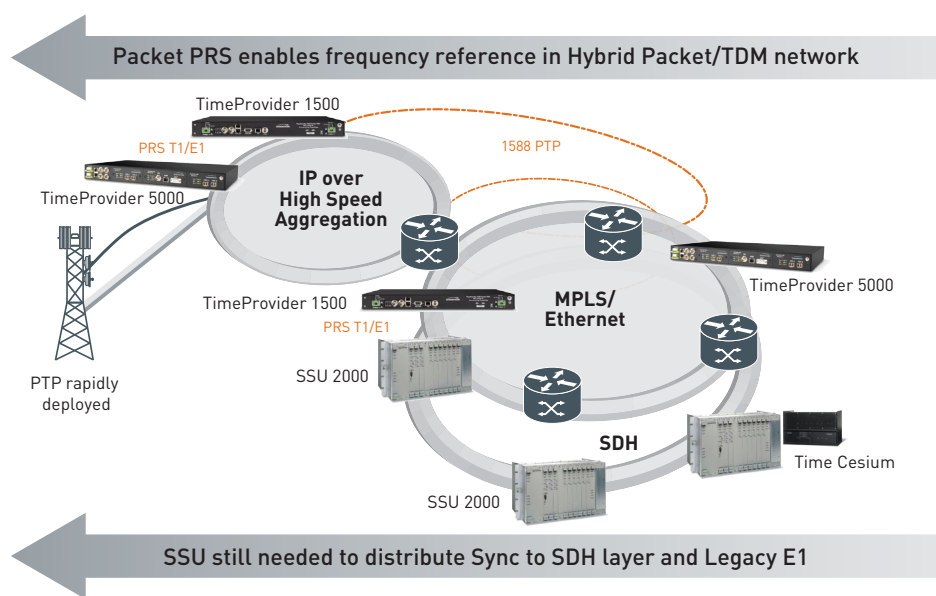 Packet PRS enables frequency reference in Hybrid Packet/TDM network
TimeProvider 1500
PRS T1/E1
1588 PTP
TimeProvider 5000
IP over
High Speed
Aggregation
TimeProvider 5000
TimeProvider 1500
PRS T1/E1
MPLS/
Ethernet
PTP rapidly
deployed
SSU 2000
SDH
Time Cesium
SSU 2000
SSU still needed to distribute Sync to SDH layer and Legacy E1